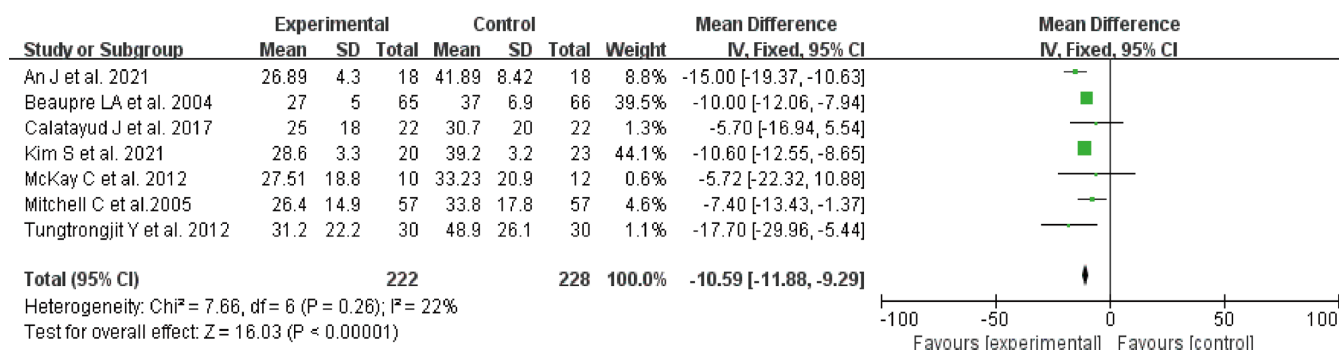 Experimental Control Mean Difference Mean Difference
Study or Subgroup Mean SD Total Mean SD Total Weight IV, Fixed, 95% CI IV, Fixed, 95% CI
An J et al. 2021 26.89 4.3 18 41.89 8.42 18 8.8% -15.00 [-19.37, -10.63]
Beaupre LA et al. 2004 27 5 65 37 6.9 66 39.5% -10.00 [-12.06, -7.94]
Calatayud J et al. 2017 25 18 22 30.7 20 22 1.3% -5.70 [-16.94, 5.54]
Kim S et al. 2021 28.6 3.3 20 39.2 3.2 23 44.1% -10.60 [-12.55, -8.65]
McKay C et al. 2012 27.51 18.8 10 33.23 20.9 12 0.6% -5.72 [-22.32, 10.88]
Mitchell C et al.2005 26.4 14.9 57 33.8 17.8 57 4.6% -7.40 [-13.43, -1.37]
Tungtrongjit Y et al. 2012 31.2 22.2 30 48.9 26.1 30 1.1% -17.70 [-29.96, -5.44]
Total (95% CI) 222 228 100.0% -10.59 [-11.88, -9.29]
Heterogeneity: Chi² = 7.66, df = 6 (P = 0.26); I² = 22%
Test for overall effect: Z = 16.03 (P < 0.00001)
-100 -50 0 50 100
Favours [experimental] Favours [control]